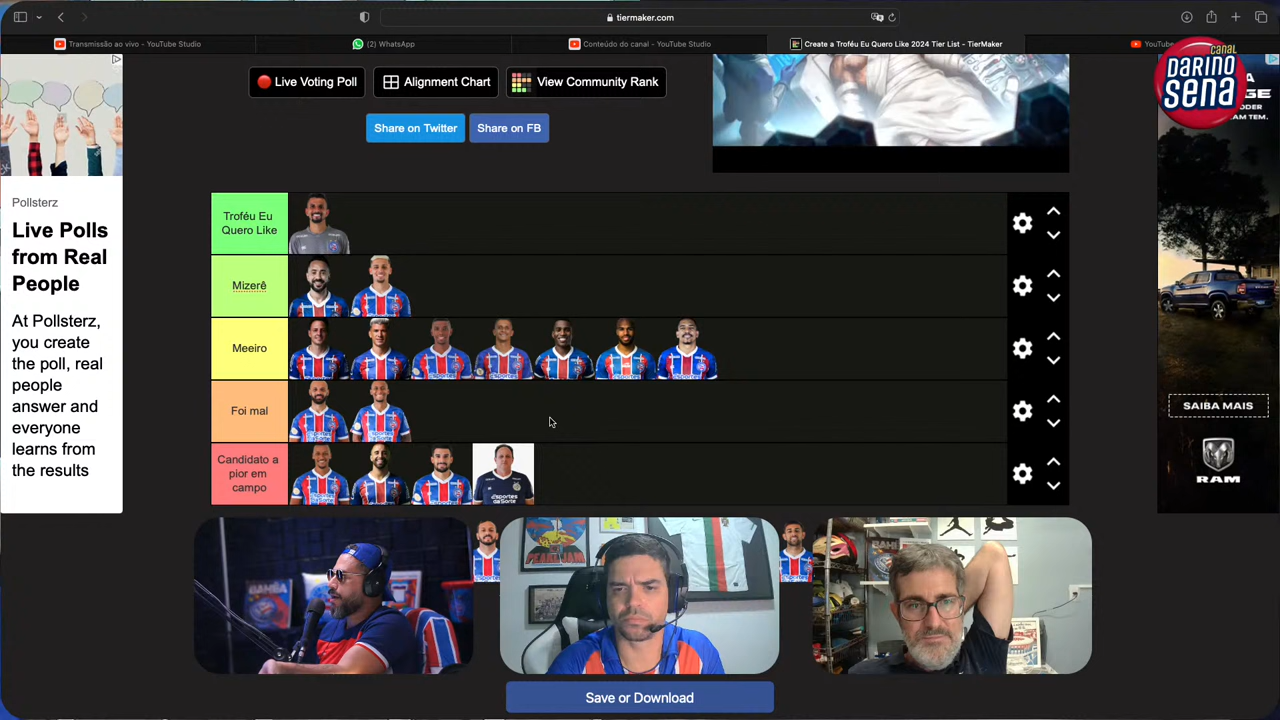 tiermaker.com
Transmissão ao vivo - YouTube Studio
(2) WhatsApp
Conteúdo do canal - YouTube Studio
Create a Troféu Eu Quero Like 2024 Tier List - TierMaker
YouTube
canal
DARINO
SENA
Live Voting Poll
Alignment Chart
View Community Rank
Share on Twitter
Share on FB
Pollsterz
Live Polls
from Real
People
At Pollsterz,
you create
the poll, real
people
answer and
everyone
learns from
the results
Troféu Eu
Quero Like
Mizerê
Meeiro
Foi mal
Candidato a
pior em
campo
SAIBA MAIS
RAM
PEARL JAM
Save or Download